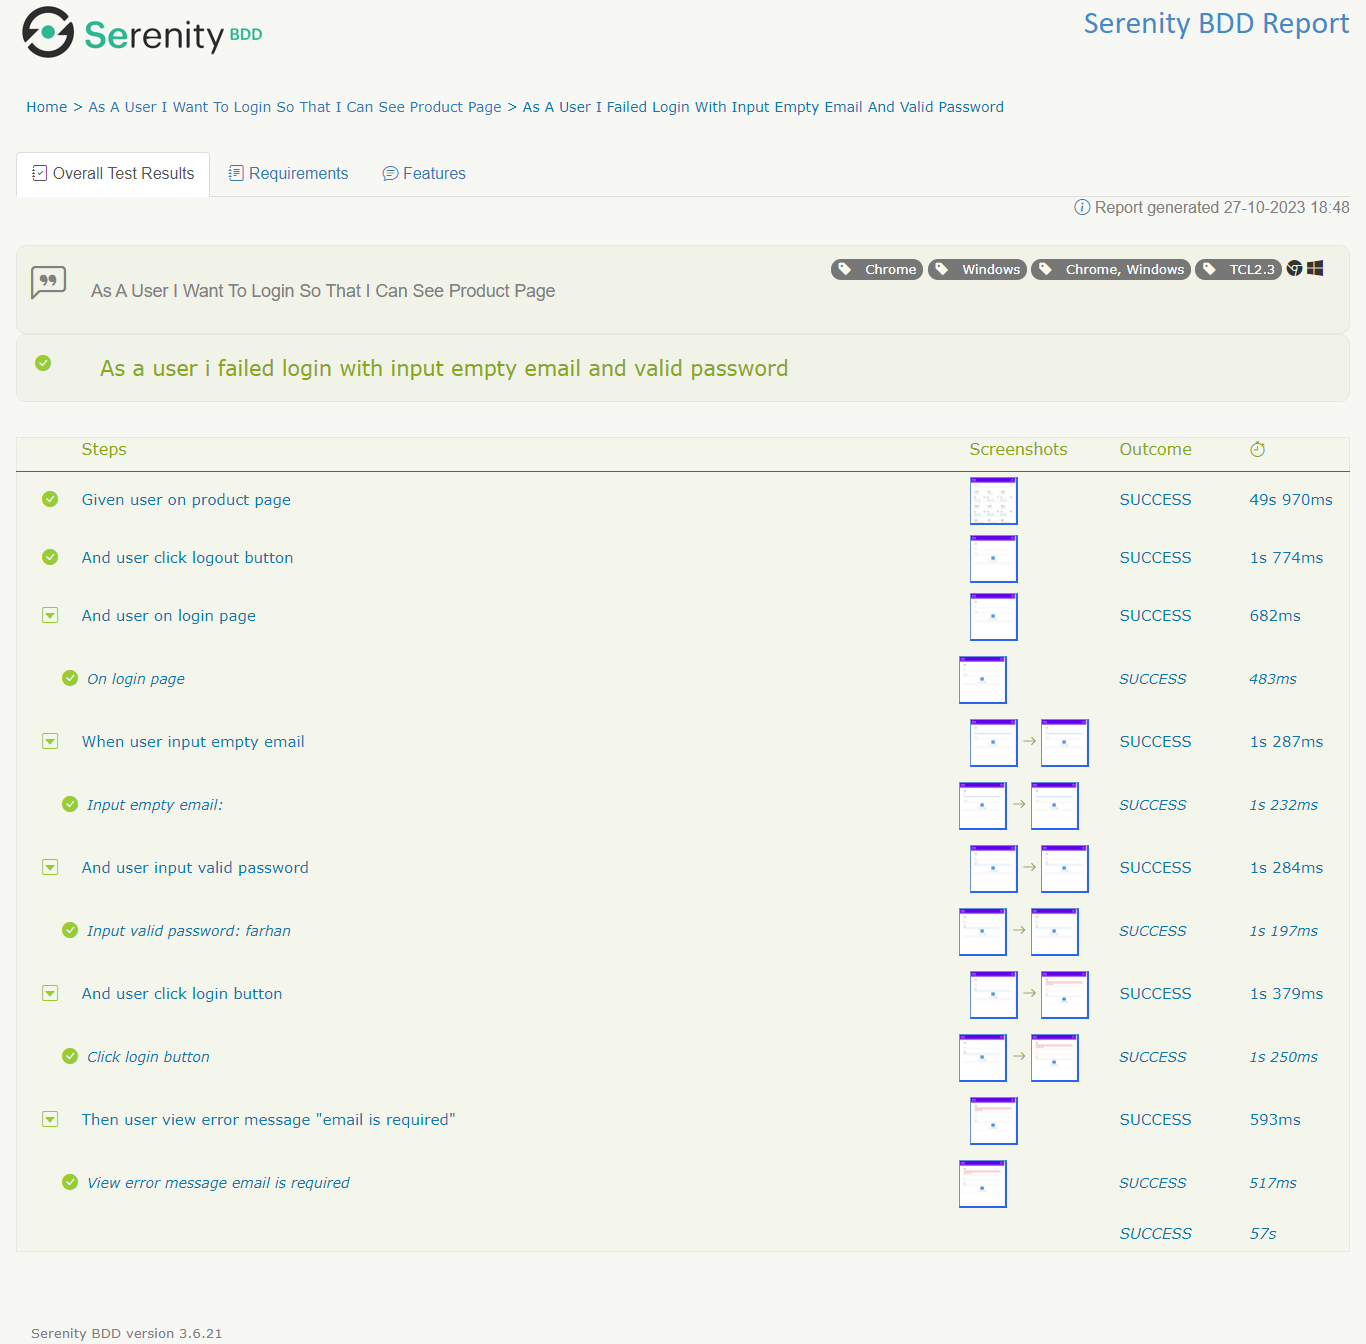 Serenity BDD
Serenity BDD Report
Home > As A User I Want To Login So That I Can See Product Page > As A User I Failed Login With Input Empty Email And Valid Password
Overall Test Results Requirements Features
Report generated 27-10-2023 18:48
Chrome Windows Chrome, Windows TCL2.3
As A User I Want To Login So That I Can See Product Page
As a user i failed login with input empty email and valid password
Steps Screenshots Outcome
Given user on product page SUCCESS 49s 970ms
And user click logout button SUCCESS 1s 774ms
And user on login page SUCCESS 682ms
On login page SUCCESS 483ms
When user input empty email SUCCESS 1s 287ms
Input empty email: SUCCESS 1s 232ms
And user input valid password SUCCESS 1s 284ms
Input valid password: farhan SUCCESS 1s 197ms
And user click login button SUCCESS 1s 379ms
Click login button SUCCESS 1s 250ms
Then user view error message "email is required" SUCCESS 593ms
View error message email is required SUCCESS 517ms
SUCCESS 57s
Serenity BDD version 3.6.21